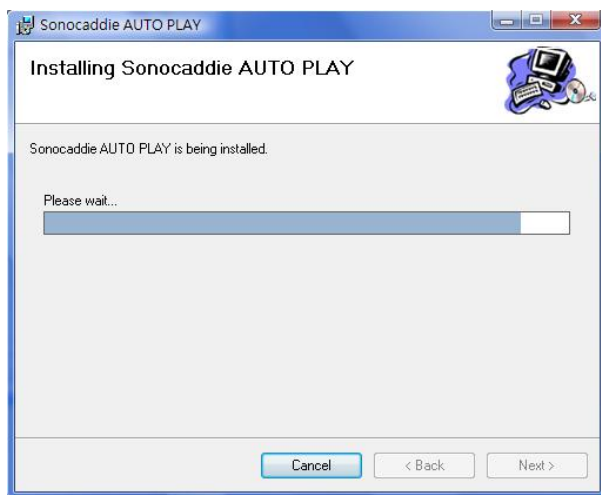 Sonocaddie AUTO PLAY
Installing Sonocaddie AUTO PLAY
Sonocaddie AUTO PLAY is being installed.
Please wait...
Cancel
< Back
Next >